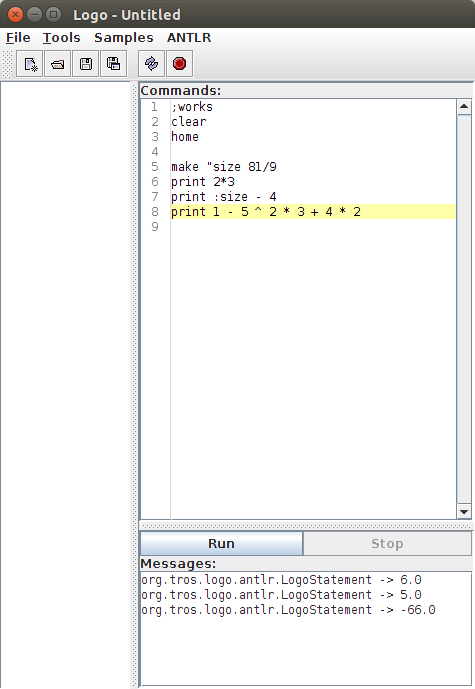 Logo - Untitled
File Tools Samples ANTLR
Commands:
1 ;works
2 clear
3 home
4
5 make "size 81/9
6 print 2*3
7 print :size - 4
8 print 1 - 5 ^ 2 * 3 + 4 * 2
9
Run Stop
Messages:
org.tros.logo.antlr.LogoStatement -> 6.0
org.tros.logo.antlr.LogoStatement -> 5.0
org.tros.logo.antlr.LogoStatement -> -66.0